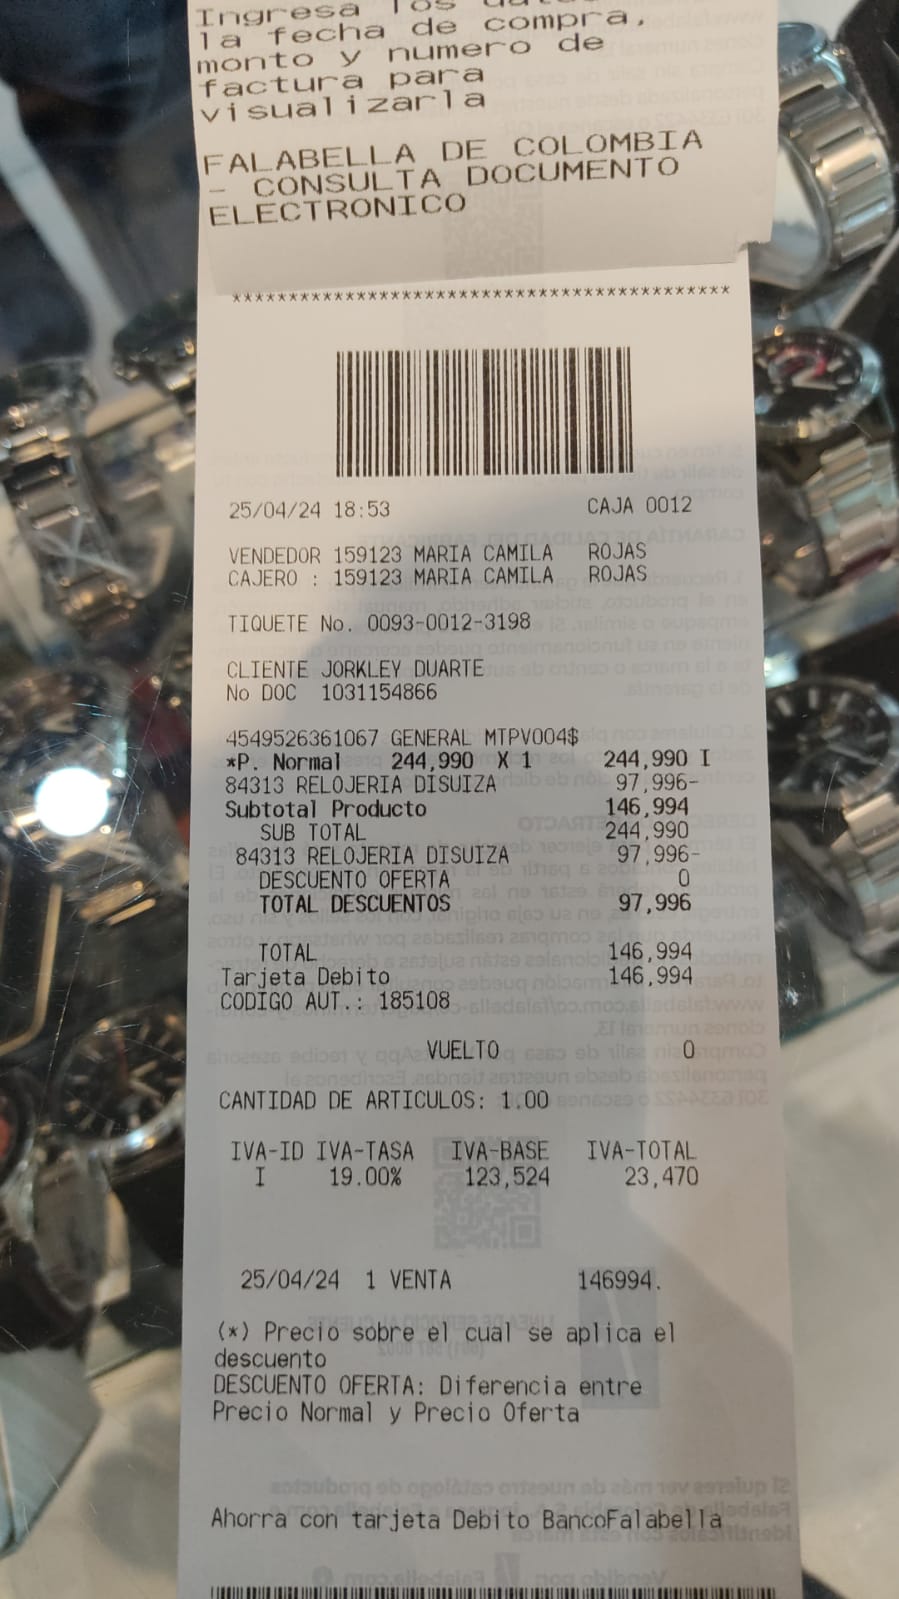 Ingresa los
la fecha de compra,
monto y numero de
factura para
visualizarla
FALABELLA DE COLOMBIA
- CONSULTA DOCUMENTO
ELECTRONICO
********************************************
25/04/24 18:53 CAJA 0012
VENDEDOR 159123 MARIA CAMILA ROJAS
CAJERO : 159123 MARIA CAMILA ROJAS
TIQUETE No. 0093-0012-3198
CLIENTE JORKLEY DUARTE
No DOC 1031154866
4549526361067 GENERAL MTPV004$
*P. Normal 244,990 X 1 244,990 I
84313 RELOJERIA DISUIZA 97,996-
Subtotal Producto 146,994
SUB TOTAL 244,990
84313 RELOJERIA DISUIZA 97,996-
DESCUENTO OFERTA 0
TOTAL DESCUENTOS 97,996
TOTAL 146,994
Tarjeta Debito 146,994
CODIGO AUT.: 185108
VUELTO 0
CANTIDAD DE ARTICULOS: 1.00
IVA-ID IVA-TASA IVA-BASE IVA-TOTAL
I 19.00% 123,524 23,470
25/04/24 1 VENTA 146994.
(*) Precio sobre el cual se aplica el
descuento
DESCUENTO OFERTA: Diferencia entre
Precio Normal y Precio Oferta
Ahorra con tarjeta Debito BancoFalabella